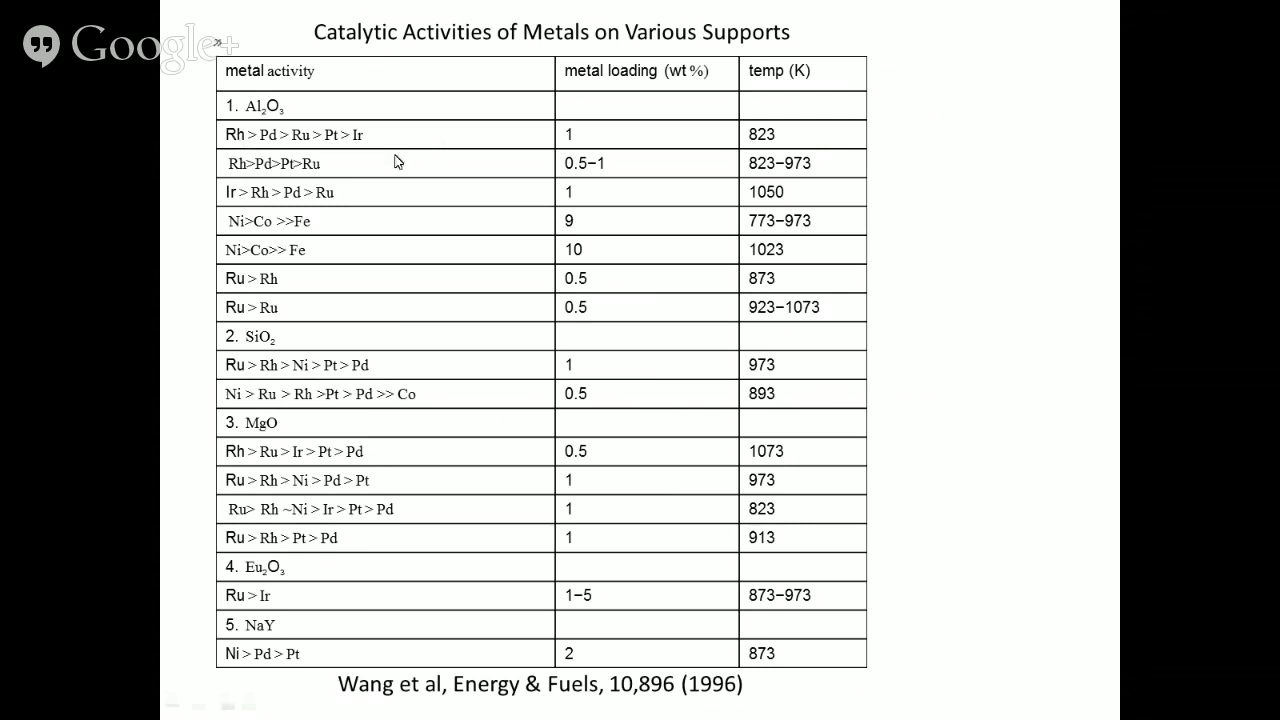 Google+
Catalytic Activities of Metals on Various Supports
metal activity metal loading (wt %) temp (K)
1. Al₂O₃
Rh > Pd > Ru > Pt > Ir 1 823
Rh>Pd>Pt>Ru 0.5−1 823−973
Ir > Rh > Pd > Ru 1 1050
Ni>Co >>Fe 9 773−973
Ni>Co>> Fe 10 1023
Ru > Rh 0.5 873
Ru > Ru 0.5 923−1073
2. SiO₂
Ru > Rh > Ni > Pt > Pd 1 973
Ni > Ru > Rh >Pt > Pd >> Co 0.5 893
3. MgO
Rh > Ru > Ir > Pt > Pd 0.5 1073
Ru > Rh > Ni > Pd > Pt 1 973
Ru> Rh ~Ni > Ir > Pt > Pd 1 823
Ru > Rh > Pt > Pd 1 913
4. Eu₂O₃
Ru > Ir 1−5 873−973
5. NaY
Ni > Pd > Pt 2 873
Wang et al, Energy & Fuels, 10,896 (1996)